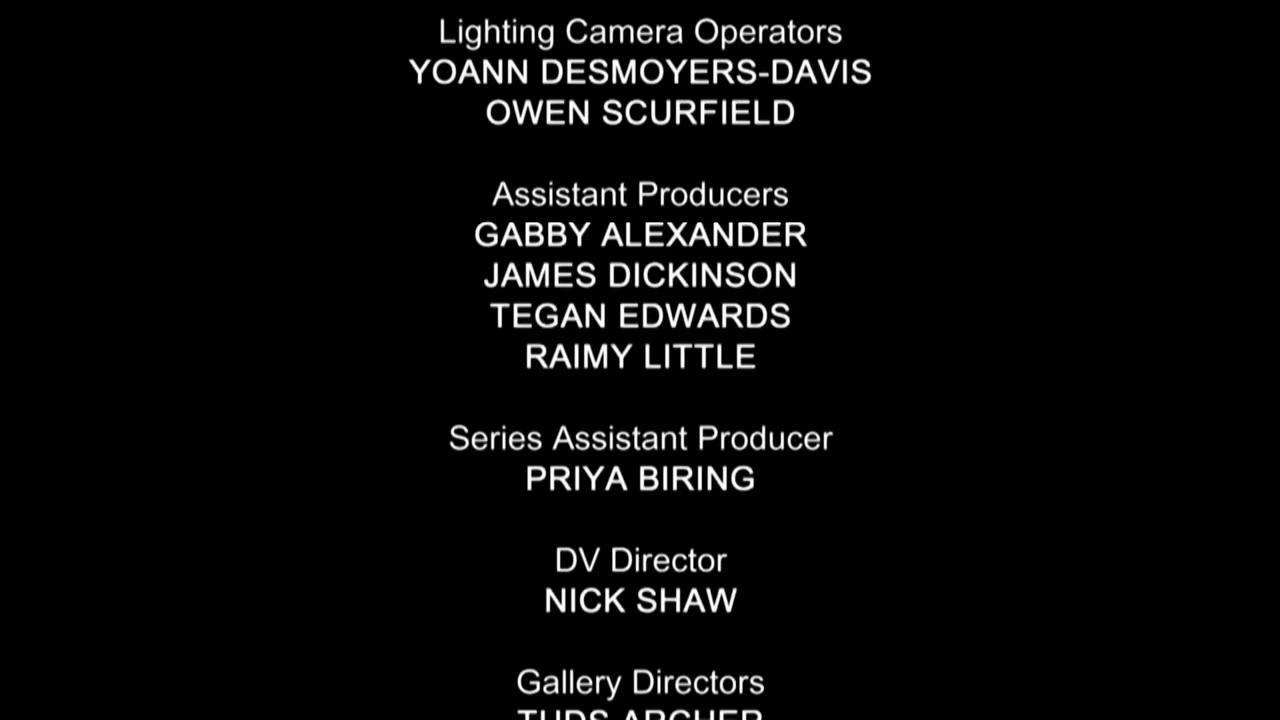 Lighting Camera Operators
YOANN DESMOYERS-DAVIS
OWEN SCURFIELD
Assistant Producers
GABBY ALEXANDER
JAMES DICKINSON
TEGAN EDWARDS
RAIMY LITTLE
Series Assistant Producer
PRIYA BIRING
DV Director
NICK SHAW
Gallery Directors
ARCHER